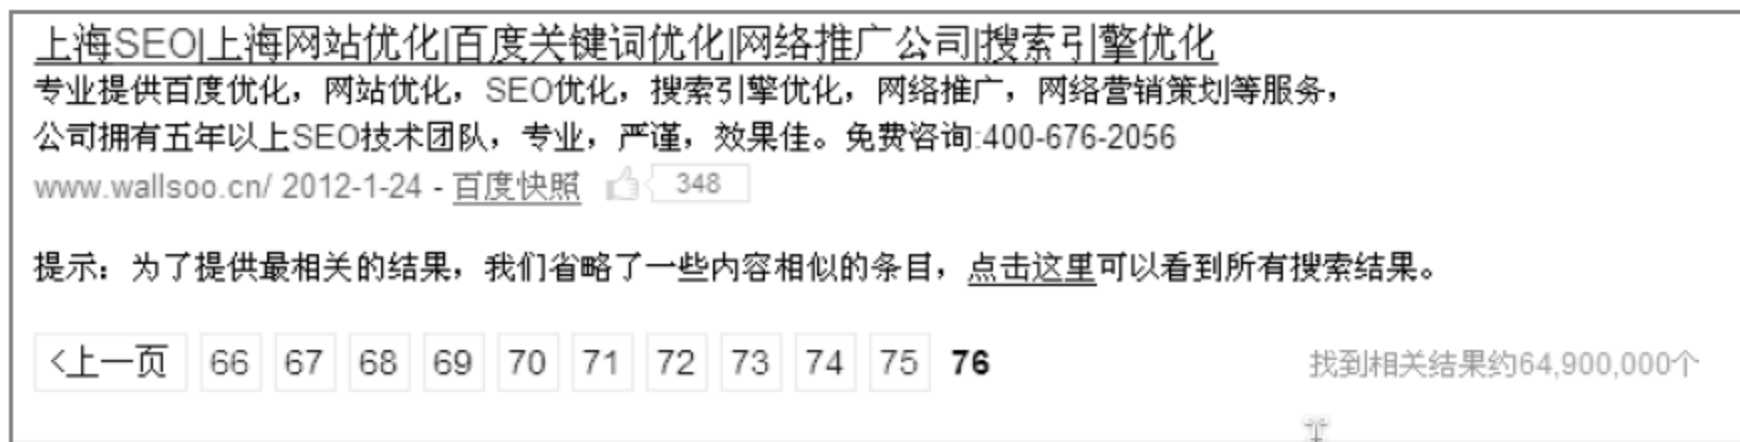 上海SEO|上海网站优化|百度关键词优化|网络推广公司|搜索引擎优化
专业提供百度优化，网站优化，SEO优化，搜索引擎优化，网络推广，网络营销策划等服务，
公司拥有五年以上SEO技术团队，专业，严谨，效果佳。免费咨询:400-676-2056
www.wallsoo.cn/ 2012-1-24 - 百度快照 348
提示：为了提供最相关的结果，我们省略了一些内容相似的条目，点击这里可以看到所有搜索结果。
<上一页 66 67 68 69 70 71 72 73 74 75 76 找到相关结果约64,900,000个